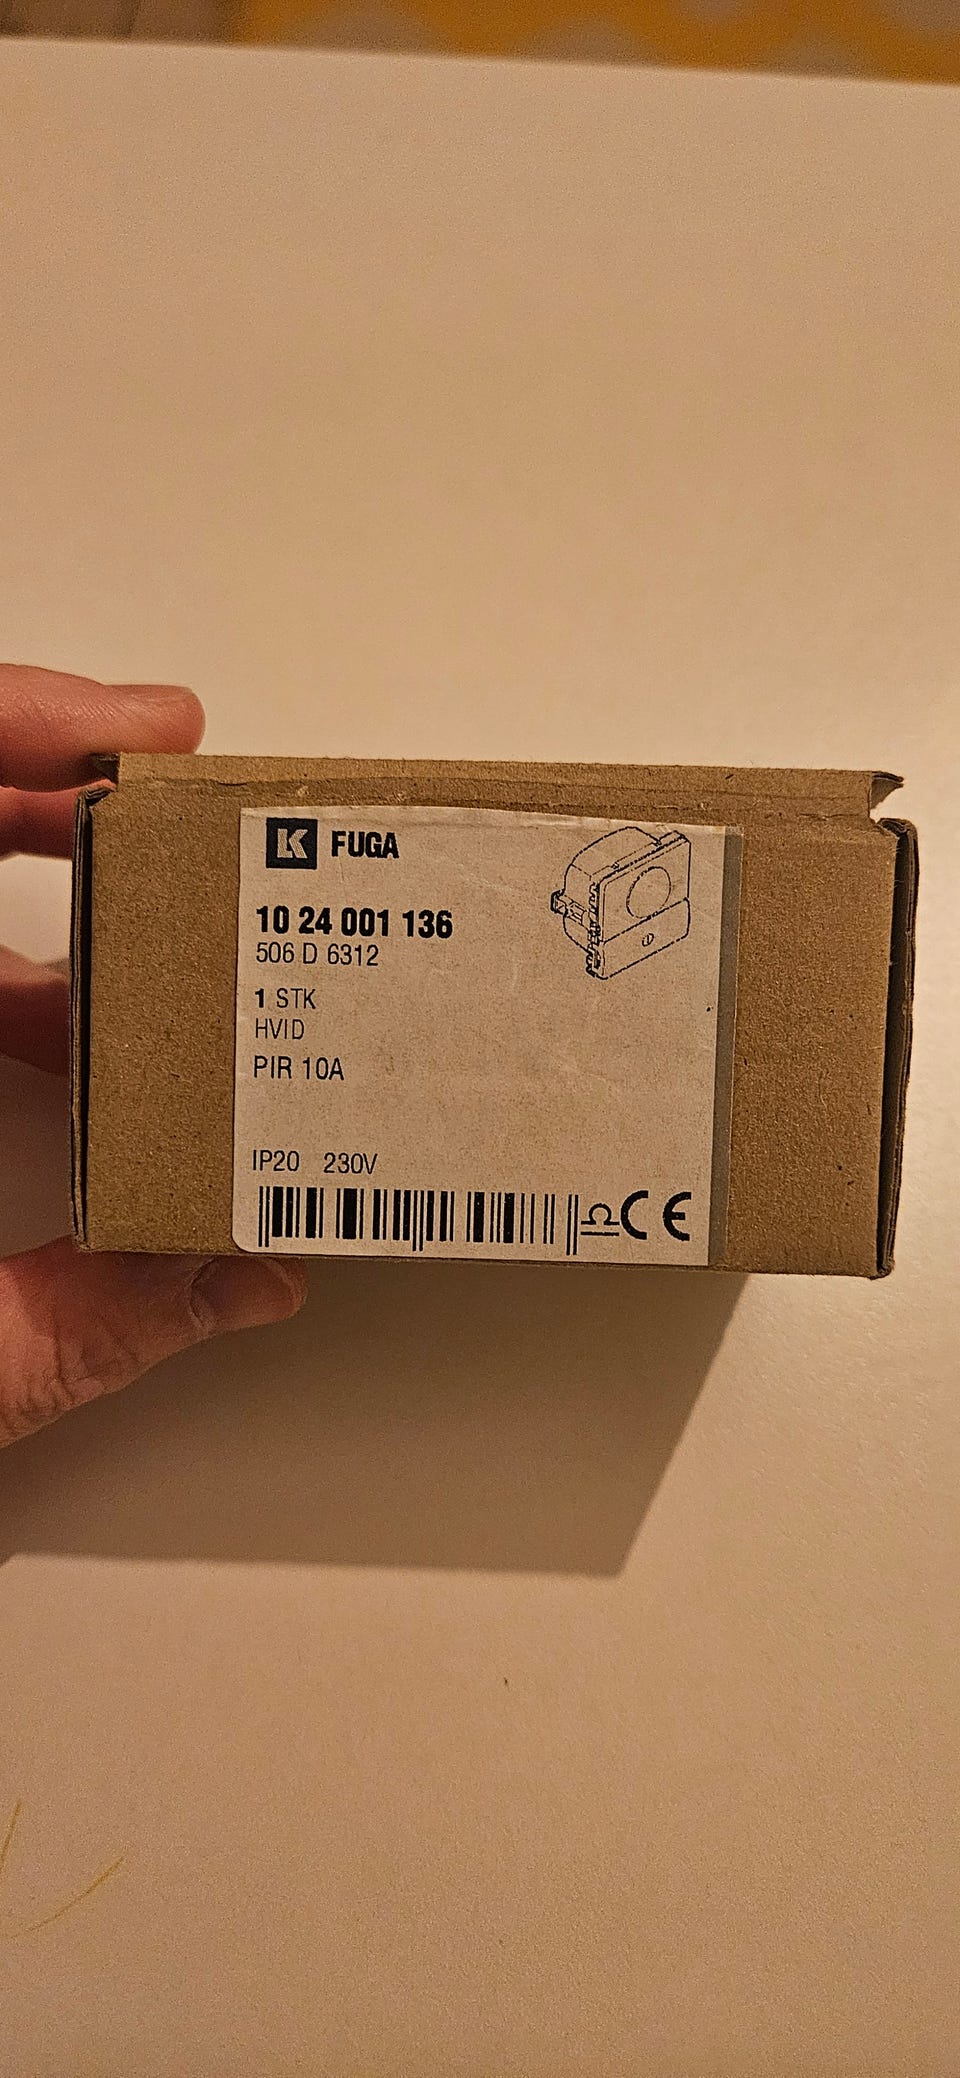 LK FUGA
10 24 001 136
506 D 6312
1 STK
HVID
PIR 10A
IP20 230V
CE